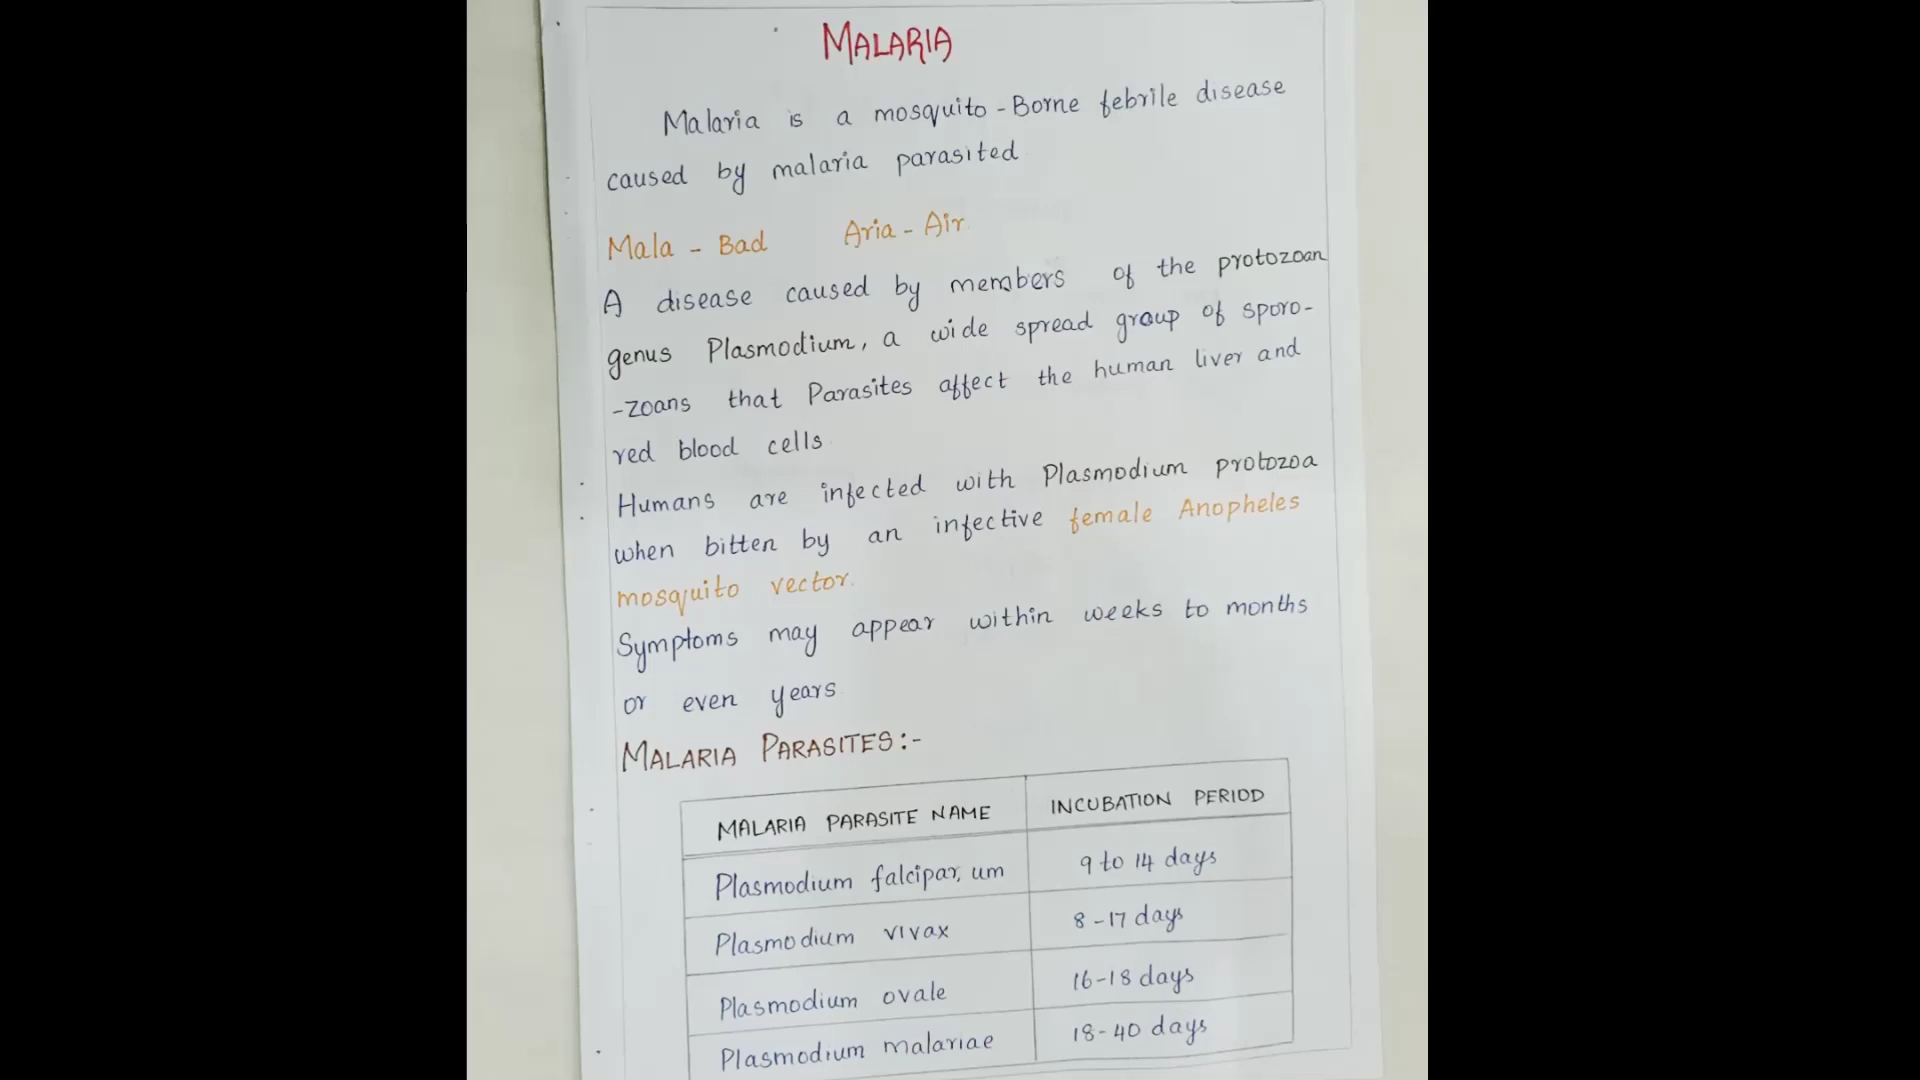 MALARIA
Malaria is a mosquito-Borne febrile disease
caused by malaria parasited
Mala - Bad Aria - Air
A disease caused by members of the protozoan
genus Plasmodium, a wide spread group of sporo-
-zoans that Parasites affect the human liver and
red blood cells
Humans are infected with Plasmodium protozoa
when bitten by an infective female Anopheles
mosquito vector.
Symptoms may appear within weeks to months
or even years
MALARIA PARASITES:-
MALARIA PARASITE NAME INCUBATION PERIOD
Plasmodium falcipar,um 9 to 14 days
Plasmodium vivax 8-17 days
Plasmodium ovale 16-18 days
Plasmodium malariae 18-40 days